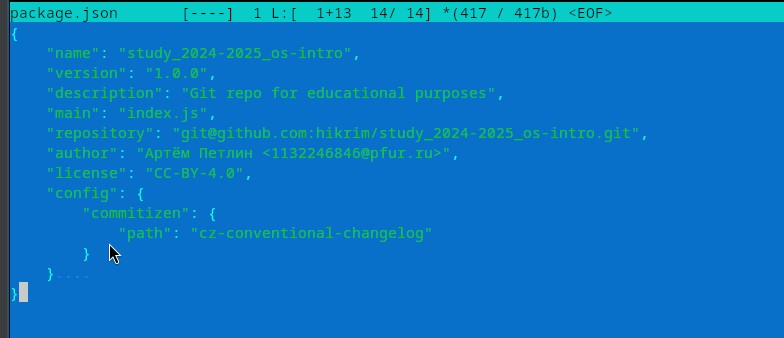 package.json       [----]  1 L:[  1+13  14/ 14] *(417 / 417b) <EOF>
{
    "name": "study_2024-2025_os-intro",
    "version": "1.0.0",
    "description": "Git repo for educational purposes",
    "main": "index.js",
    "repository": "git@github.com:hikrim/study_2024-2025_os-intro.git",
    "author": "Артём Петлин <1132246846@pfur.ru>",
    "license": "CC-BY-4.0",
    "config": {
        "commitizen": {
            "path": "cz-conventional-changelog"
        }
    }....
}